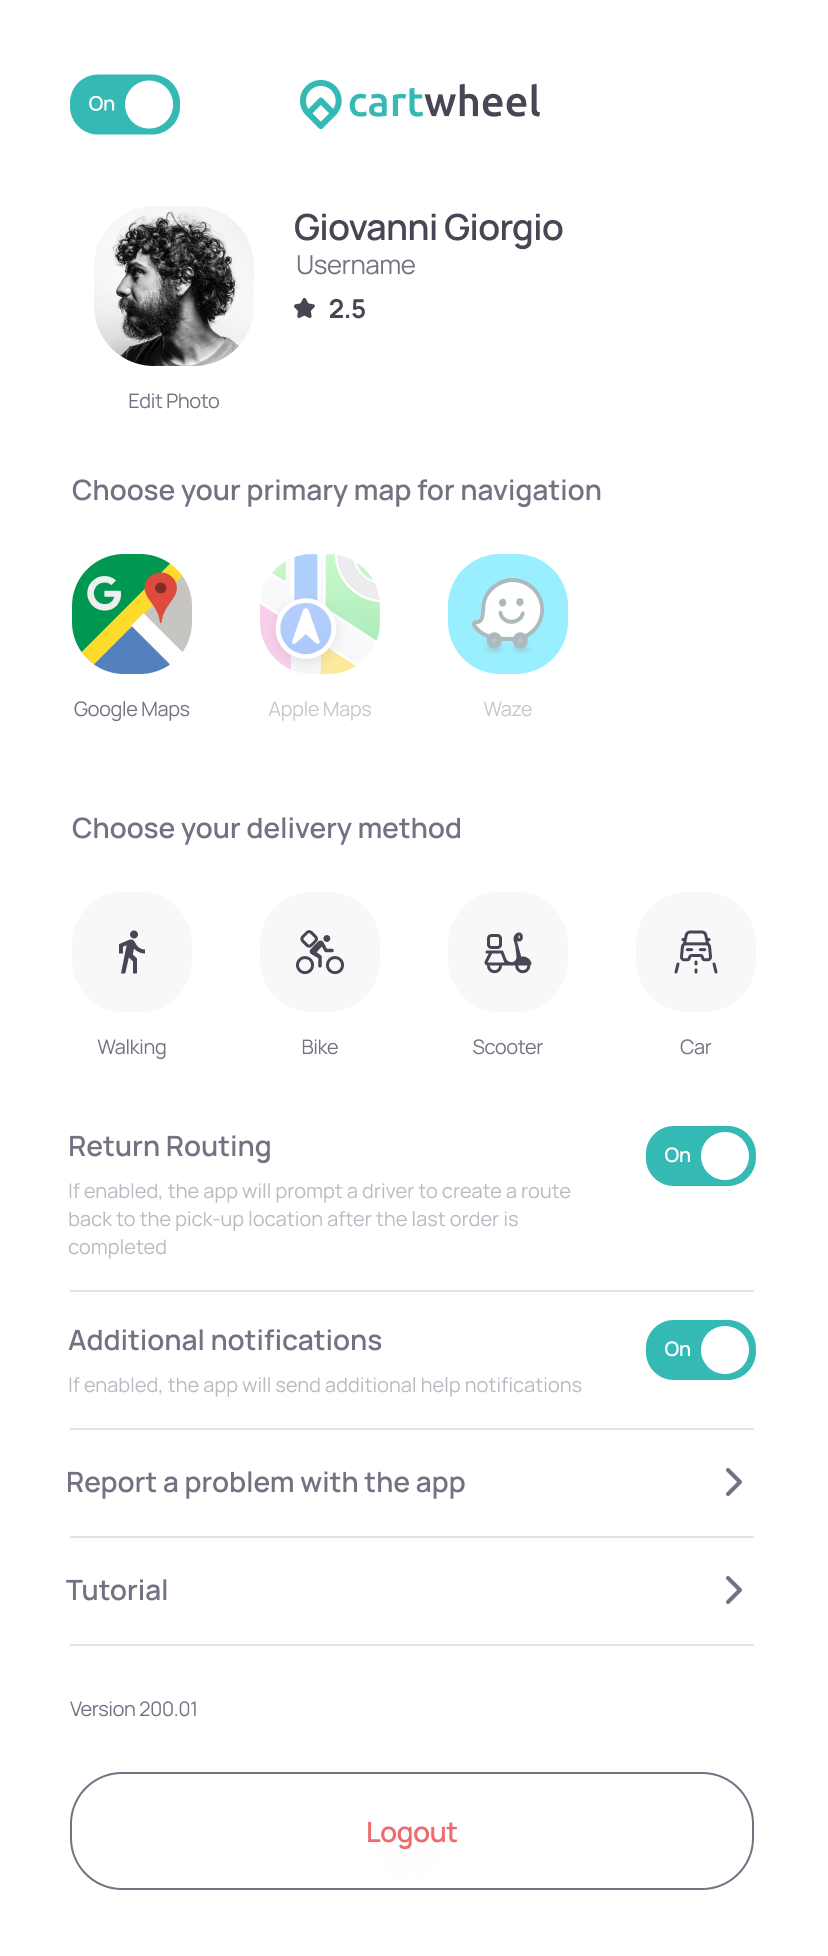 On
cartwheel
Giovanni Giorgio
Username
2.5
Edit Photo
Choose your primary map for navigation
G
Google Maps
Apple Maps
Waze
Choose your delivery method
Walking
Bike
Scooter
Car
Return Routing
On
If enabled, the app will prompt a driver to create a route
back to the pick-up location after the last order is
completed
Additional notifications
On
If enabled, the app will send additional help notifications
Report a problem with the app
Tutorial
Version 200.01
Logout